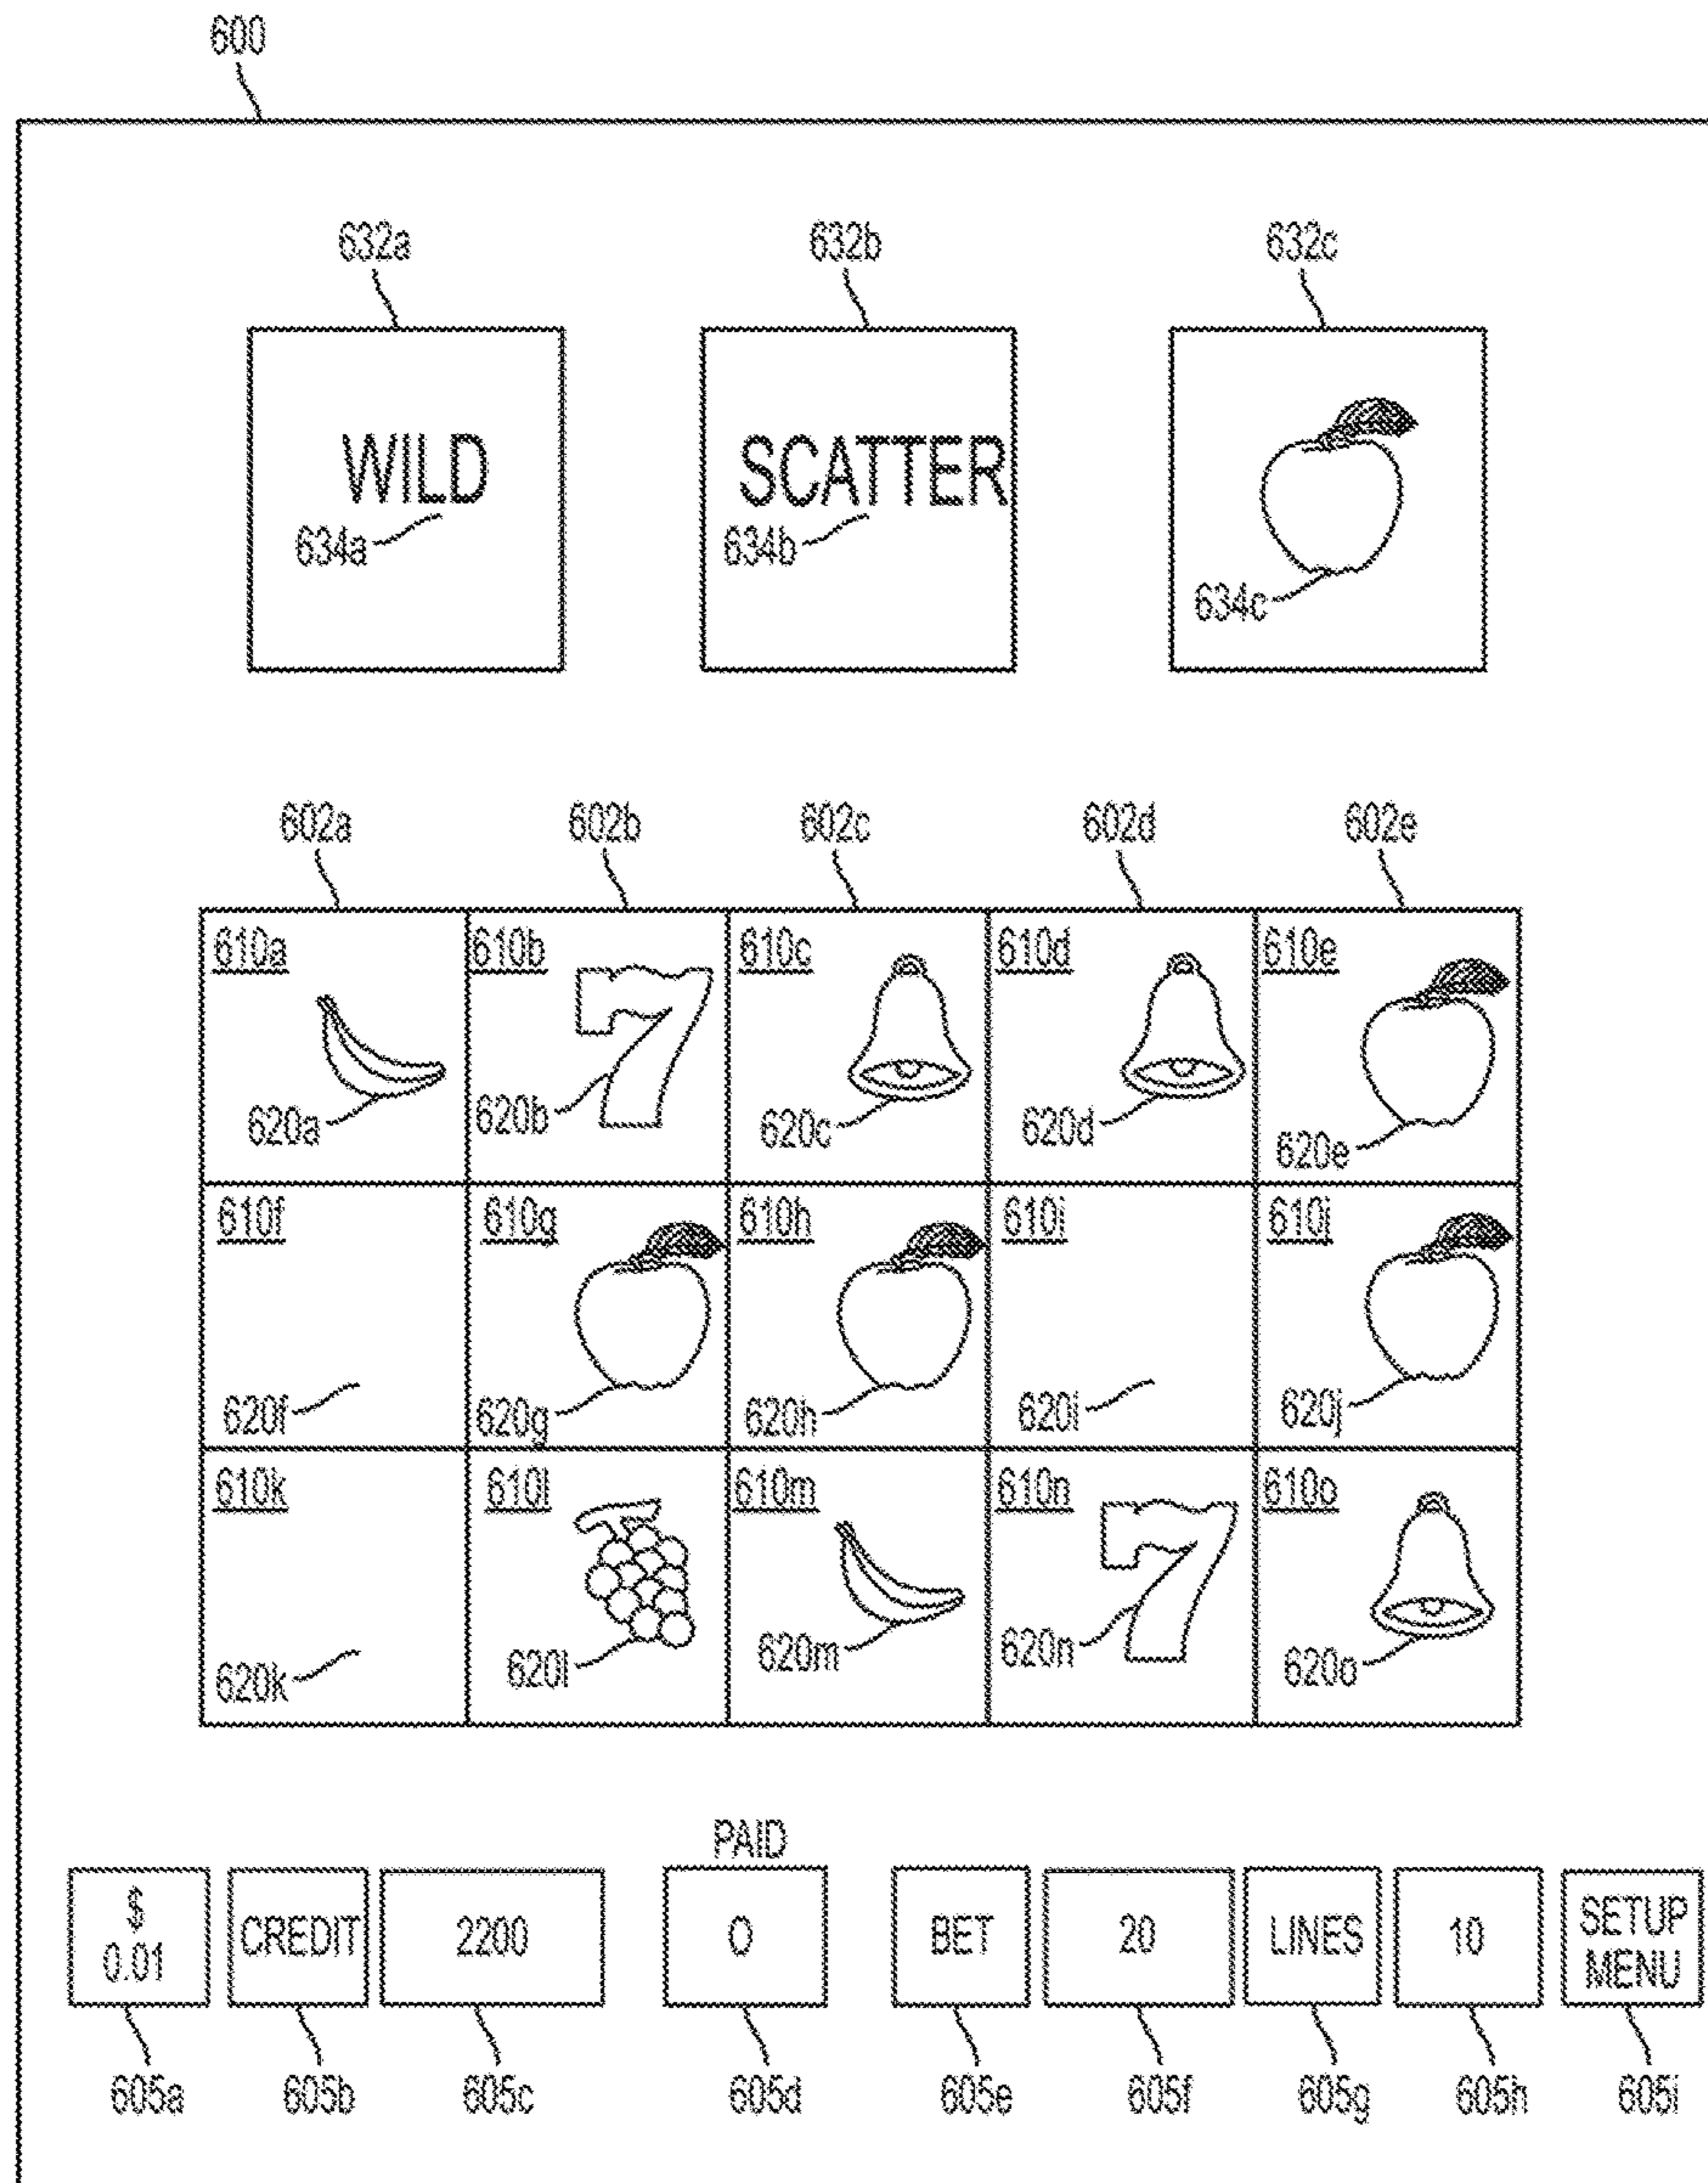 600
632a 632b 632c
WILD SCATTER
634a 634b
634c
602a 602b 602c 602d 602e
610a 610b 610c 610d 610e
7
620a 620b 620c 620d 620e
610f 610g 610h 610i 610j
620f 620g 620h 620i 620j
610k 610l 610m 610n 610o
7
620k 620l 620m 620n 620o
PAID
$ 0.01 CREDIT 2200 0 BET 20 LINES 10 SETUP MENU
605a 605b 605c 605d 605e 605f 605g 605h 605i